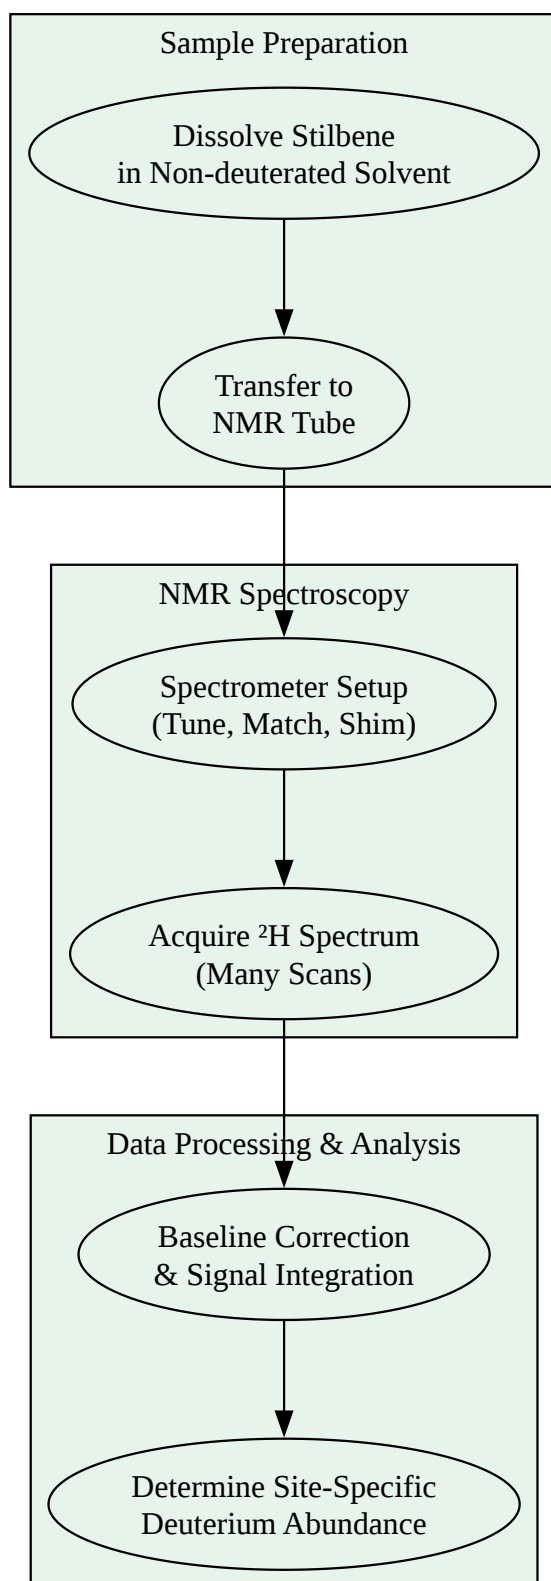 Sample Preparation
Dissolve Stilbene
in Non-deuterated Solvent
Transfer to
NMR Tube
NMR Spectroscopy
Spectrometer Setup
(Tune, Match, Shim)
Acquire ²H Spectrum
(Many Scans)
Data Processing & Analysis
Baseline Correction
& Signal Integration
Determine Site-Specific
Deuterium Abundance